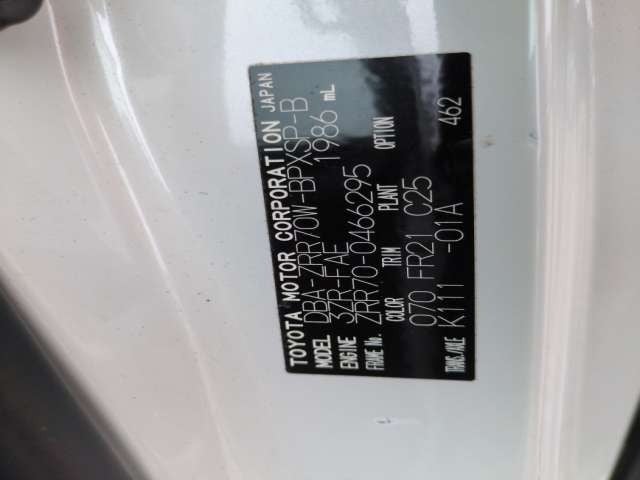 TOYOTA MOTOR CORPORATION JAPAN
MODEL DBA-ZRR70W-BPXSP-B
ENGINE 3ZR-FAE 1986 mL
FRAME No. ZRR70-0466295
COLOR TRIM PLANT OPTION
070 FR21 C25 462
TRANS./AXLE K111 -01A